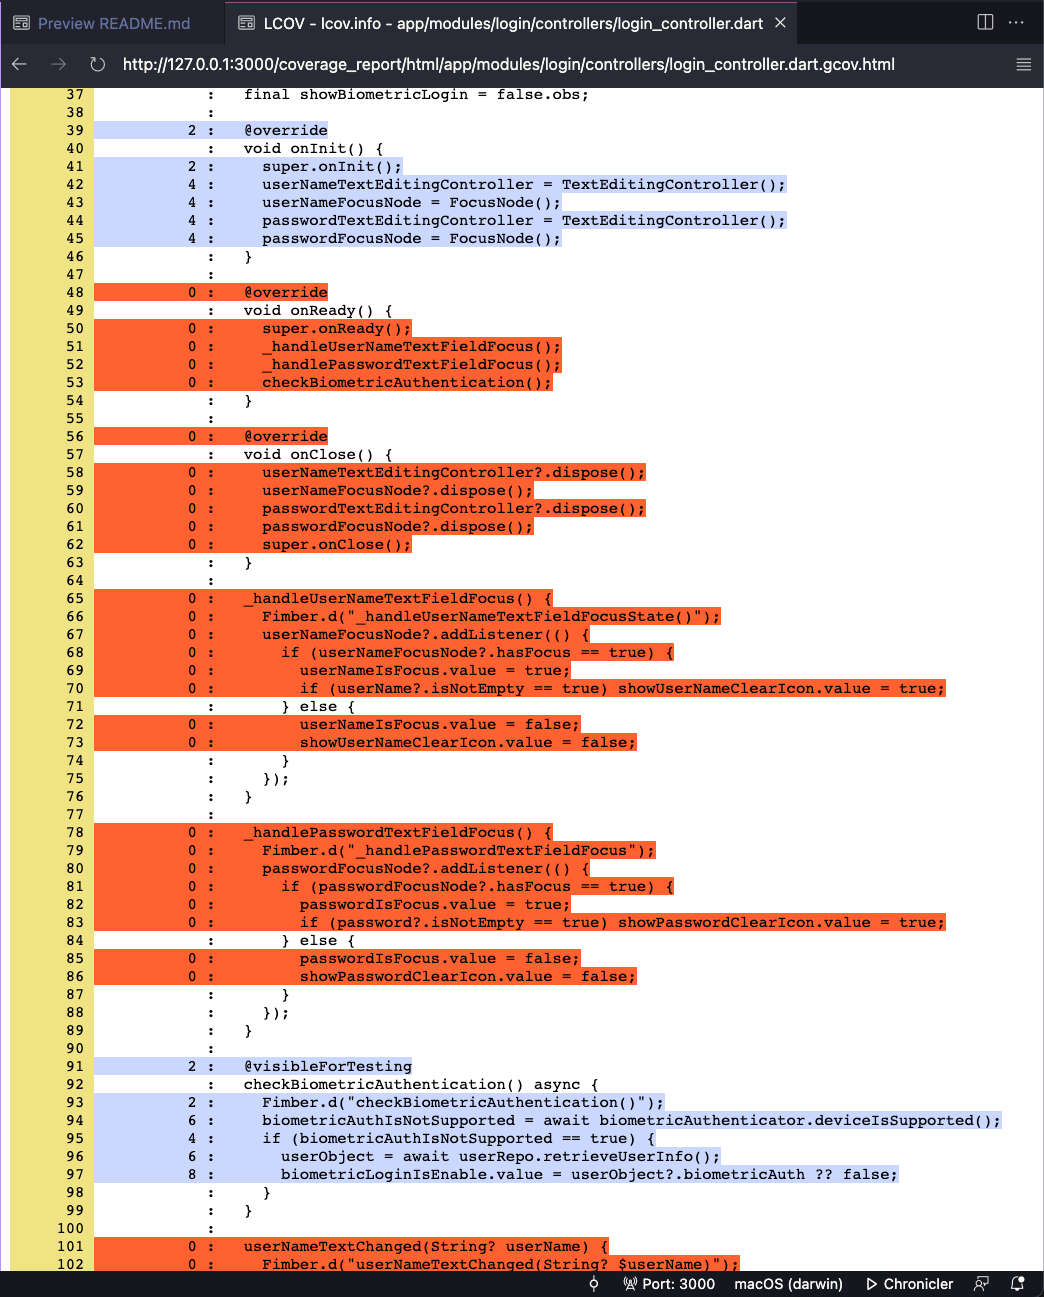 Preview README.md
LCOV - lcov.info - app/modules/login/controllers/login_controller.dart
http://127.0.0.1:3000/coverage_report/html/app/modules/login/controllers/login_controller.dart.gcov.html
37 : final showBiometricLogin = false.obs;
38 :
39 2 : @override
40 : void onInit() {
41 2 : super.onInit();
42 4 : userNameTextEditingController = TextEditingController();
43 4 : userNameFocusNode = FocusNode();
44 4 : passwordTextEditingController = TextEditingController();
45 4 : passwordFocusNode = FocusNode();
46 : }
47 :
48 0 : @override
49 : void onReady() {
50 0 : super.onReady();
51 0 : _handleUserNameTextFieldFocus();
52 0 : _handlePasswordTextFieldFocus();
53 0 : checkBiometricAuthentication();
54 : }
55 :
56 0 : @override
57 : void onClose() {
58 0 : userNameTextEditingController?.dispose();
59 0 : userNameFocusNode?.dispose();
60 0 : passwordTextEditingController?.dispose();
61 0 : passwordFocusNode?.dispose();
62 0 : super.onClose();
63 : }
64 :
65 0 : _handleUserNameTextFieldFocus() {
66 0 : Fimber.d("_handleUserNameTextFieldFocusState()");
67 0 : userNameFocusNode?.addListener(() {
68 0 : if (userNameFocusNode?.hasFocus == true) {
69 0 : userNameIsFocus.value = true;
70 0 : if (userName?.isNotEmpty == true) showUserNameClearIcon.value = true;
71 : } else {
72 0 : userNameIsFocus.value = false;
73 0 : showUserNameClearIcon.value = false;
74 : }
75 : });
76 : }
77 :
78 0 : _handlePasswordTextFieldFocus() {
79 0 : Fimber.d("_handlePasswordTextFieldFocus");
80 0 : passwordFocusNode?.addListener(() {
81 0 : if (passwordFocusNode?.hasFocus == true) {
82 0 : passwordIsFocus.value = true;
83 0 : if (password?.isNotEmpty == true) showPasswordClearIcon.value = true;
84 : } else {
85 0 : passwordIsFocus.value = false;
86 0 : showPasswordClearIcon.value = false;
87 : }
88 : });
89 : }
90 :
91 2 : @visibleForTesting
92 : checkBiometricAuthentication() async {
93 2 : Fimber.d("checkBiometricAuthentication()");
94 6 : biometricAuthIsNotSupported = await biometricAuthenticator.deviceIsSupported();
95 4 : if (biometricAuthIsNotSupported == true) {
96 6 : userObject = await userRepo.retrieveUserInfo();
97 8 : biometricLoginIsEnable.value = userObject?.biometricAuth ?? false;
98 : }
99 : }
100 :
101 0 : userNameTextChanged(String? userName) {
102 0 : Fimber.d("userNameTextChanged(String? $userName)");
Port: 3000 macOS (darwin) Chronicler